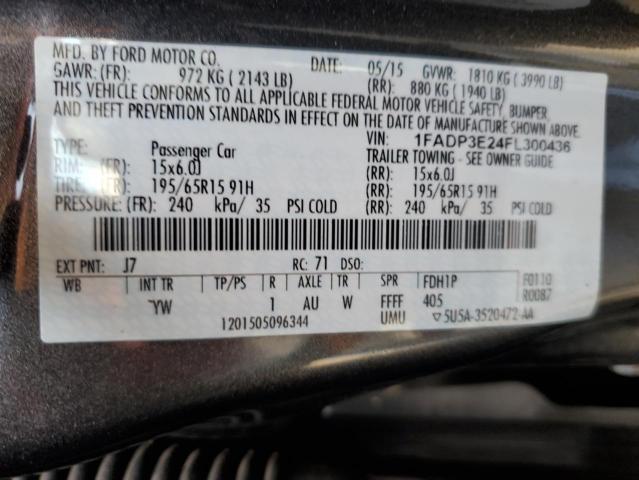 MFD. BY FORD MOTOR CO.
DATE: 05/15 GVWR: 1810 KG (3990 LB)
GAWR: (FR): 972 KG (2143 LB) (RR): 880 KG (1940 LB)
THIS VEHICLE CONFORMS TO ALL APPLICABLE FEDERAL MOTOR VEHICLE SAFETY, BUMPER,
AND THEFT PREVENTION STANDARDS IN EFFECT ON THE DATE OF MANUFACTURE SHOWN ABOVE.
VIN: 1FADP3E24FL300436
TYPE: Passenger Car TRAILER TOWING - SEE OWNER GUIDE
RIM: (FR): 15x6.0J (RR): 15x6.0J
TIRE: (FR): 195/65R15 91H (RR): 195/65R15 91H
PRESSURE: (FR): 240 kPa/ 35 PSI COLD (RR): 240 kPa/ 35 PSI COLD
EXT PNT: J7 RC: 71 DSO:
WB INT TR TP/PS R AXLE TR SPR FDH1P F0110
YW 1 AU W FFFF 405 R0087
1201505096344 UMU ▽5U5A-3520472-AA